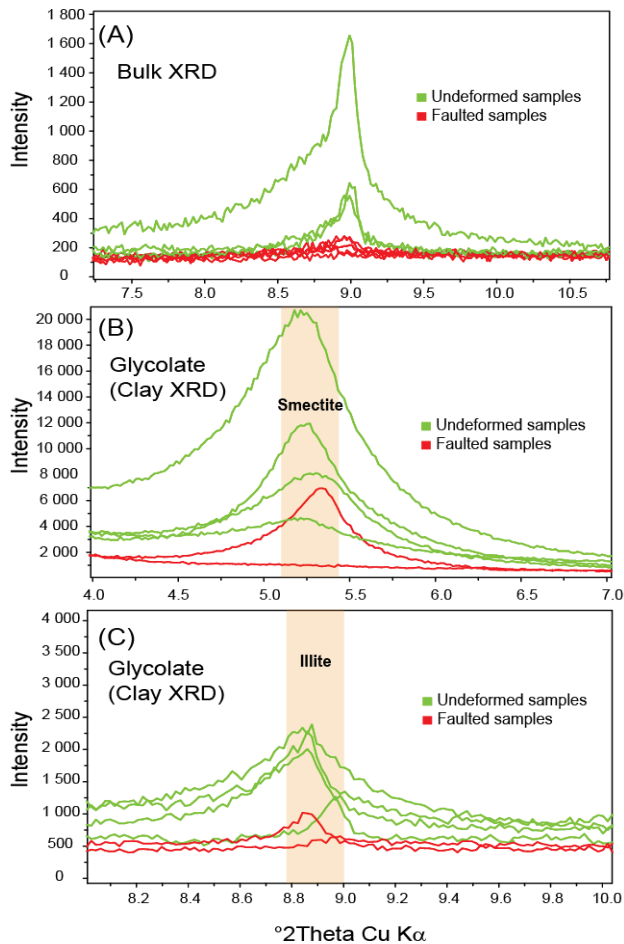 (A)
Bulk XRD
Intensity
1 800
1 600
1 400
1 200
1 000
800
600
400
200
0
Undeformed samples
Faulted samples
7.5 8.0 8.5 9.0 9.5 10.0 10.5
(B)
Glycolate
(Clay XRD)
Intensity
20 000
18 000
16 000
14 000
12 000
10 000
8 000
6 000
4 000
2 000
Smectite
Undeformed samples
Faulted samples
4.0 4.5 5.0 5.5 5.75 6.0 6.5 7.0
(C)
Glycolate
(Clay XRD)
Intensity
4 000
3 500
3 000
2 500
2 000
1 500
1 000
500
0
Illite
Undeformed samples
Faulted samples
8.2 8.4 8.6 8.8 9.0 9.2 9.4 9.6 9.8 10.0
°2Theta Cu Kα